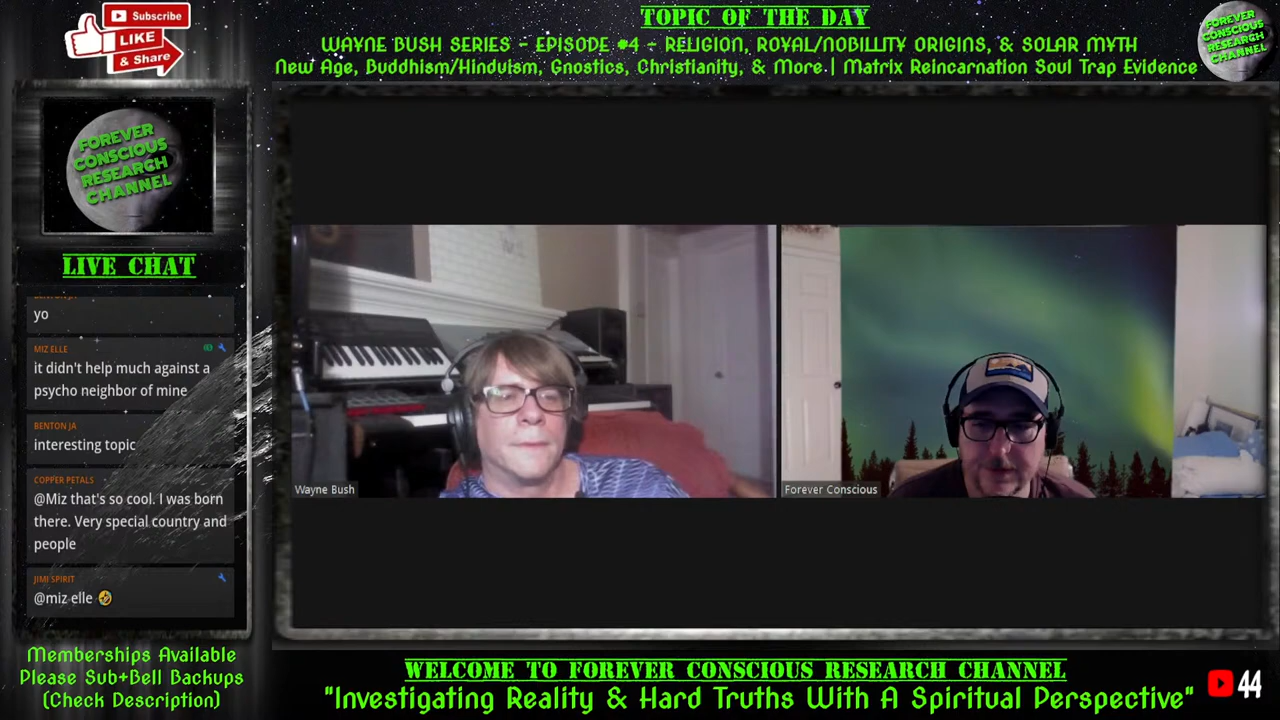 Subscribe
LIKE
& Share
TOPIC OF THE DAY
WAYNE BUSH SERIES - EPISODE #4 - RELIGION, ROYAL/NOBILLITY ORIGINS, & SOLAR MYTH
New Age, Buddhism/Hinduism, Gnostics, Christianity, & More | Matrix Reincarnation Soul Trap Evidence
FOREVER
CONSCIOUS
RESEARCH
CHANNEL
FOREVER
CONSCIOUS
RESEARCH
CHANNEL
LIVE CHAT
BENTON JA
yo
MIZ ELLE
it didn't help much against a
psycho neighbor of mine
BENTON JA
interesting topic
COPPER PETALS
@Miz that's so cool. I was born
there. Very special country and
people
JIMI SPIRIT
@miz elle 🤣
Wayne Bush
Forever Conscious
Memberships Available
Please Sub+Bell Backups
(Check Description)
WELCOME TO FOREVER CONSCIOUS RESEARCH CHANNEL
"Investigating Reality & Hard Truths With A Spiritual Perspective"
44